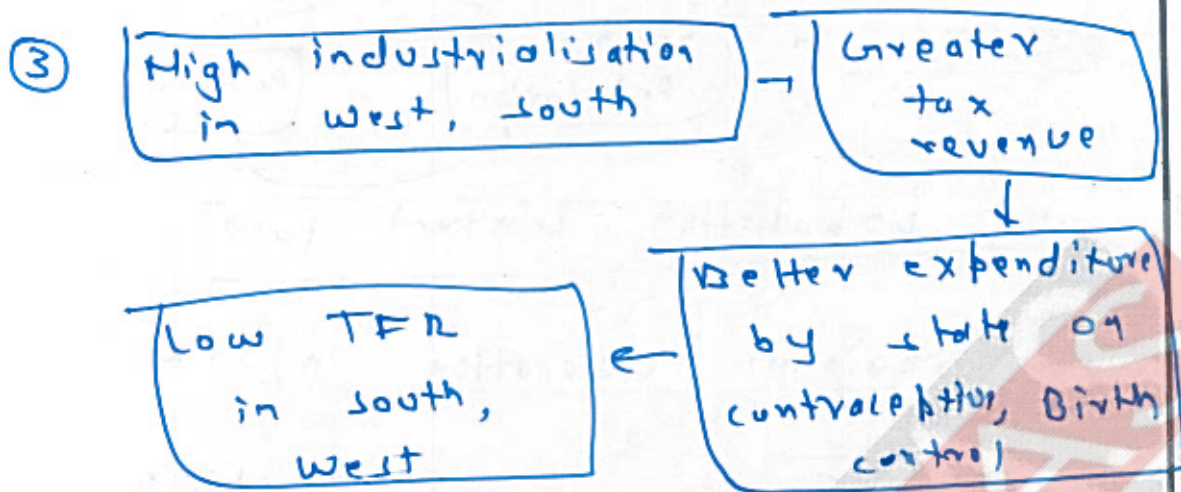 ③
High industrialisation
in west, south
Greater
tax
revenue
Better expenditure
by state on
contraceptives, Birth
control
Low TFR
in south,
west